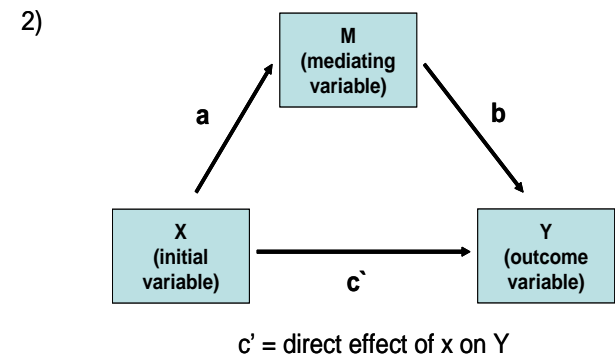 2)
M
(mediating
variable)
a
b
X
(initial
variable)
Y
(outcome
variable)
c`
c’ = direct effect of x on Y